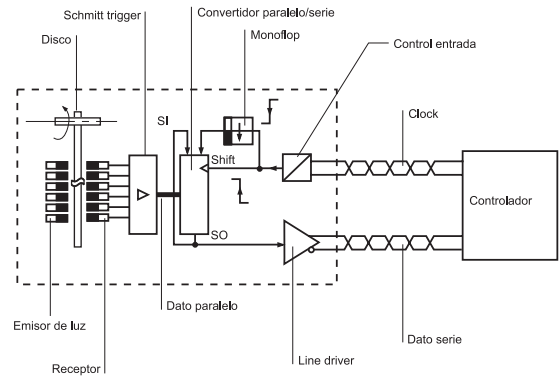 Schmitt trigger
Convertidor paralelo/serie
Disco
Monoflop
Control entrada
SI
Clock
Shift
Controlador
SO
Dato paralelo
Emisor de luz
Line driver
Dato serie
Receptor